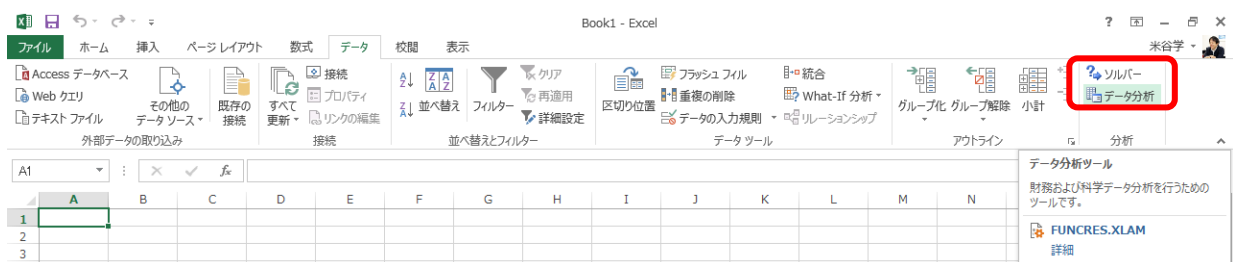 Book1 - Excel
ファイル ホーム 挿入 ページ レイアウト 数式 データ 校閲 表示 米谷学
Access データベース
Web クエリ
テキスト ファイル
その他の
データ ソース
既存の
接続
外部データの取り込み
すべて
更新
接続
プロパティ
リンクの編集
接続
並べ替え
フィルター
クリア
再適用
詳細設定
並べ替えとフィルター
区切り位置
フラッシュ フィル
重複の削除
データの入力規則
統合
What-If 分析
リレーションシップ
データ ツール
グループ化 グループ解除 小計
アウトライン
ソルバー
データ分析
分析
A1 fx
A B C D E F G H I J K L M N
1
2
3
データ分析ツール
財務および科学データ分析を行うための
ツールです。
FUNCRES.XLAM
詳細